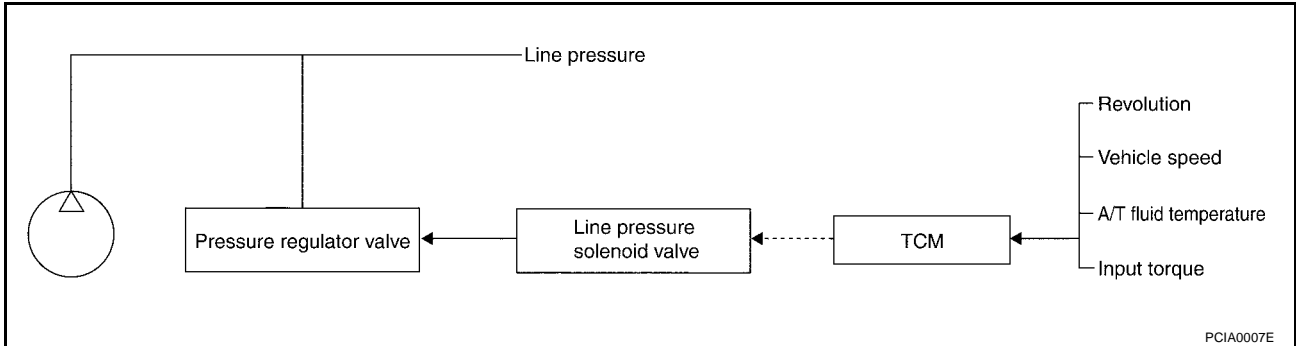 Line pressure
Revolution
Vehicle speed
A/T fluid temperature
Input torque
Pressure regulator valve
Line pressure
solenoid valve
TCM
PCIA0007E